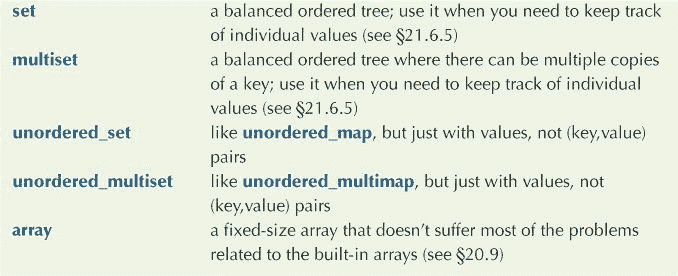 set a balanced ordered tree; use it when you need to keep track
of individual values (see §21.6.5)
multiset a balanced ordered tree where there can be multiple copies
of a key; use it when you need to keep track of individual
values (see §21.6.5)
unordered_set like unordered_map, but just with values, not (key,value)
pairs
unordered_multiset like unordered_multimap, but just with values, not
(key,value) pairs
array a fixed-size array that doesn’t suffer most of the problems
related to the built-in arrays (see §20.9)